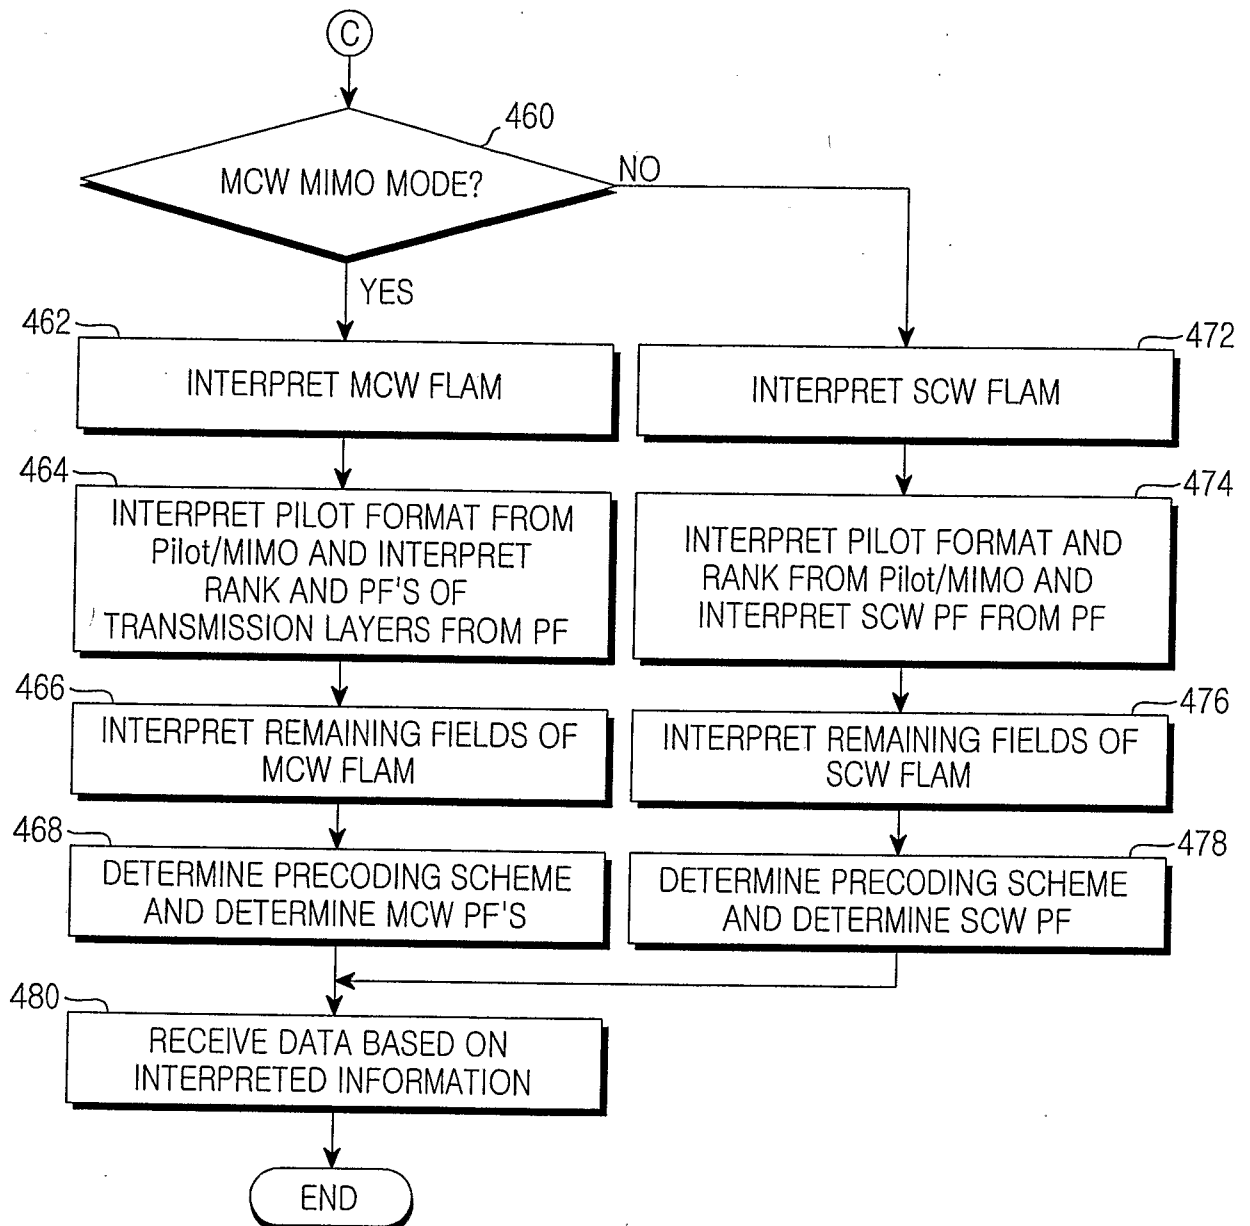 C
460
MCW MIMO MODE?
NO
YES
462
INTERPRET MCW FLAM
472
INTERPRET SCW FLAM
464
INTERPRET PILOT FORMAT FROM
Pilot/MIMO AND INTERPRET
RANK AND PF'S OF
TRANSMISSION LAYERS FROM PF
474
INTERPRET PILOT FORMAT AND
RANK FROM Pilot/MIMO AND
INTERPRET SCW PF FROM PF
466
INTERPRET REMAINING FIELDS OF
MCW FLAM
476
INTERPRET REMAINING FIELDS OF
SCW FLAM
468
DETERMINE PRECODING SCHEME
AND DETERMINE MCW PF'S
478
DETERMINE PRECODING SCHEME
AND DETERMINE SCW PF
480
RECEIVE DATA BASED ON
INTERPRETED INFORMATION
END